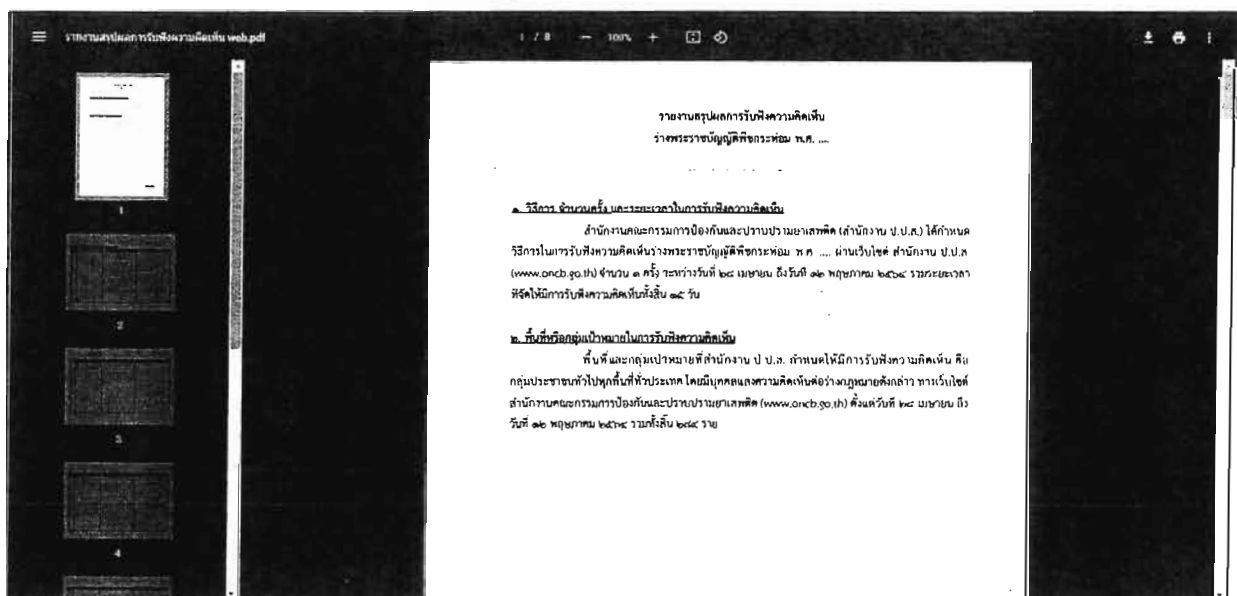 รายงานสรุปผลการรับฟังความคิดเห็น web.pdf
1 / 8 — 100% +
1
2
3
4
รายงานสรุปผลการรับฟังความคิดเห็น
ร่างพระราชบัญญัติพืชกระท่อม พ.ศ. ....
๑. วิธีการ จำนวนครั้ง และระยะเวลาในการรับฟังความคิดเห็น
สำนักงานคณะกรรมการป้องกันและปราบปรามยาเสพติด (สำนักงาน ป.ป.ส.) ได้กำหนด
วิธีการในการรับฟังความคิดเห็นร่างพระราชบัญญัติพืชกระท่อม พ.ศ. .... ผ่านเว็บไซต์ สำนักงาน ป.ป.ส
(www.oncb.go.th) จำนวน ๑ ครั้ง ระหว่างวันที่ ๒๘ เมษายน ถึงวันที่ ๑๒ พฤษภาคม ๒๕๖๔ รวมระยะเวลา
ที่จัดให้มีการรับฟังความคิดเห็นทั้งสิ้น ๑๕ วัน
๒. พื้นที่หรือกลุ่มเป้าหมายในการรับฟังความคิดเห็น
พื้นที่และกลุ่มเป้าหมายที่สำนักงาน ป.ป.ส. กำหนดให้มีการรับฟังความคิดเห็น คือ
กลุ่มประชาชนทั่วไปทุกพื้นที่ทั่วประเทศ โดยมีบุคคลแสดงความคิดเห็นต่อร่างกฎหมายดังกล่าว ทางเว็บไซต์
สำนักงานคณะกรรมการป้องกันและปราบปรามยาเสพติด (www.oncb.go.th) ตั้งแต่วันที่ ๒๘ เมษายน ถึง
วันที่ ๑๒ พฤษภาคม ๒๕๖๔ รวมทั้งสิ้น ๒๘๔ ราย